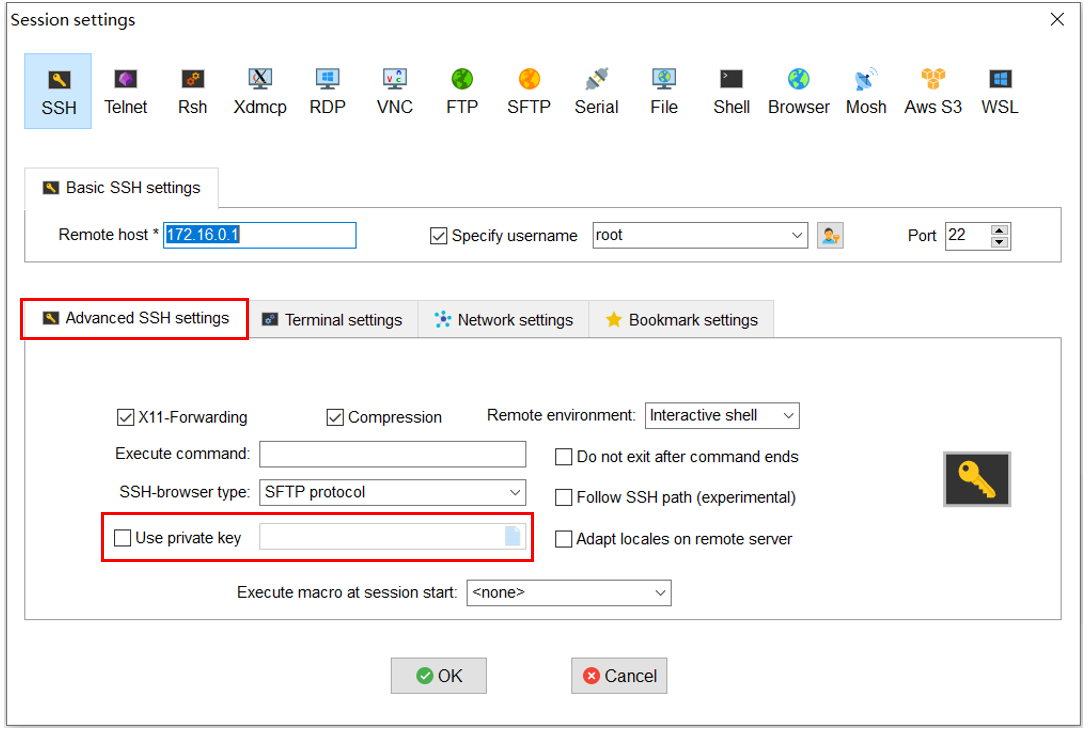 Session settings
SSH Telnet Rsh Xdmcp RDP VNC FTP SFTP Serial File Shell Browser Mosh Aws S3 WSL
Basic SSH settings
Remote host * 172.16.0.1 Specify username root Port 22
Advanced SSH settings Terminal settings Network settings Bookmark settings
X11-Forwarding Compression Remote environment: Interactive shell
Execute command: Do not exit after command ends
SSH-browser type: SFTP protocol Follow SSH path (experimental)
Use private key Adapt locales on remote server
Execute macro at session start: <none>
OK Cancel